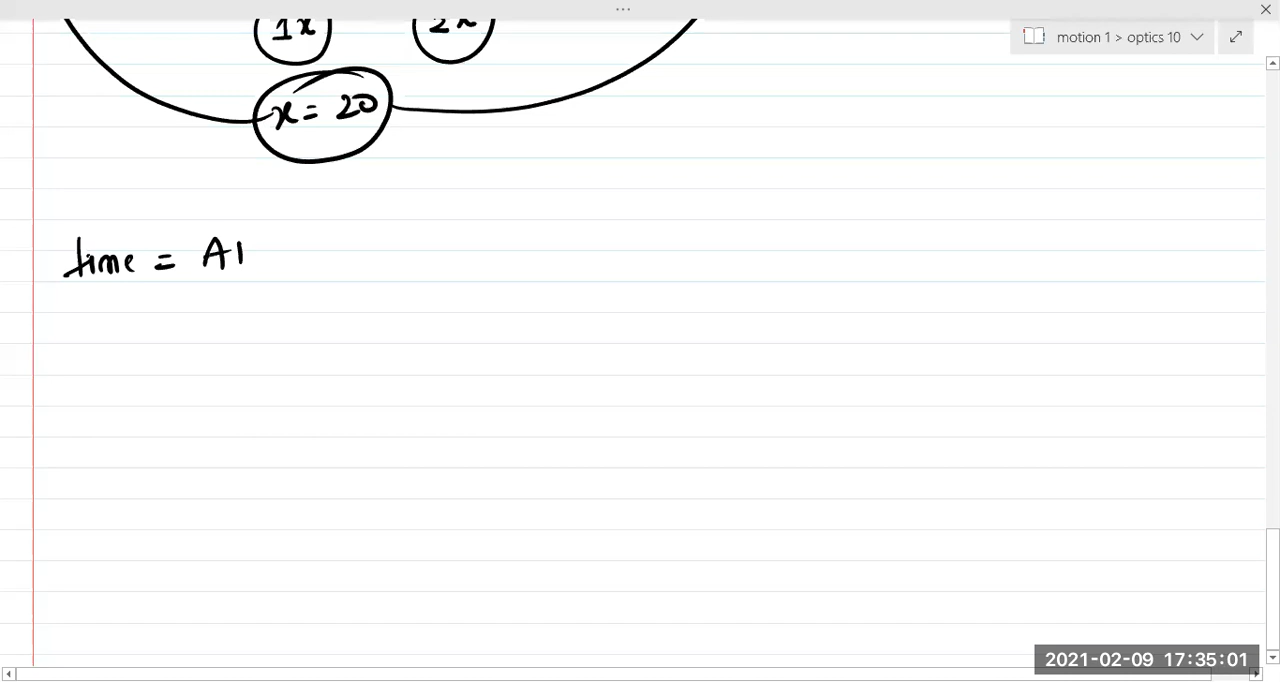 motion 1 > optics 10
1x 2x
x = 20
time = A1
2021-02-09 17:35:01